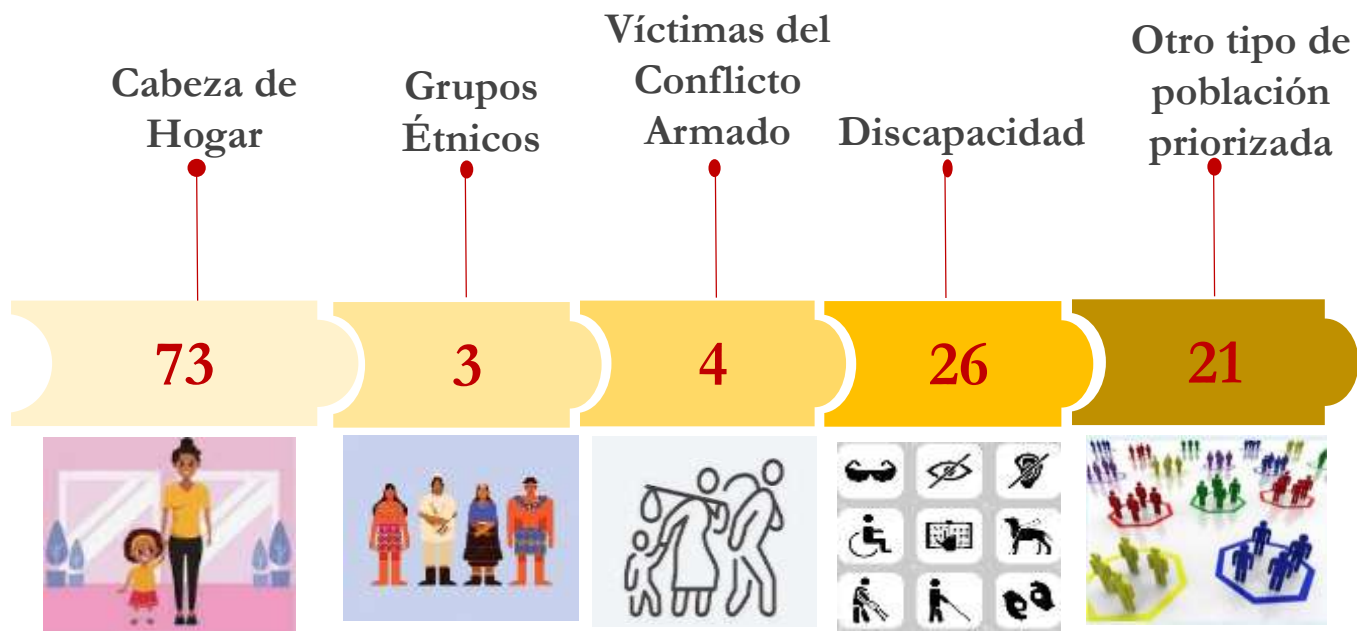 Cabeza de
Hogar
Grupos
Étnicos
Víctimas del
Conflicto
Armado
Discapacidad
Otro tipo de
población
priorizada
73
3
4
26
21